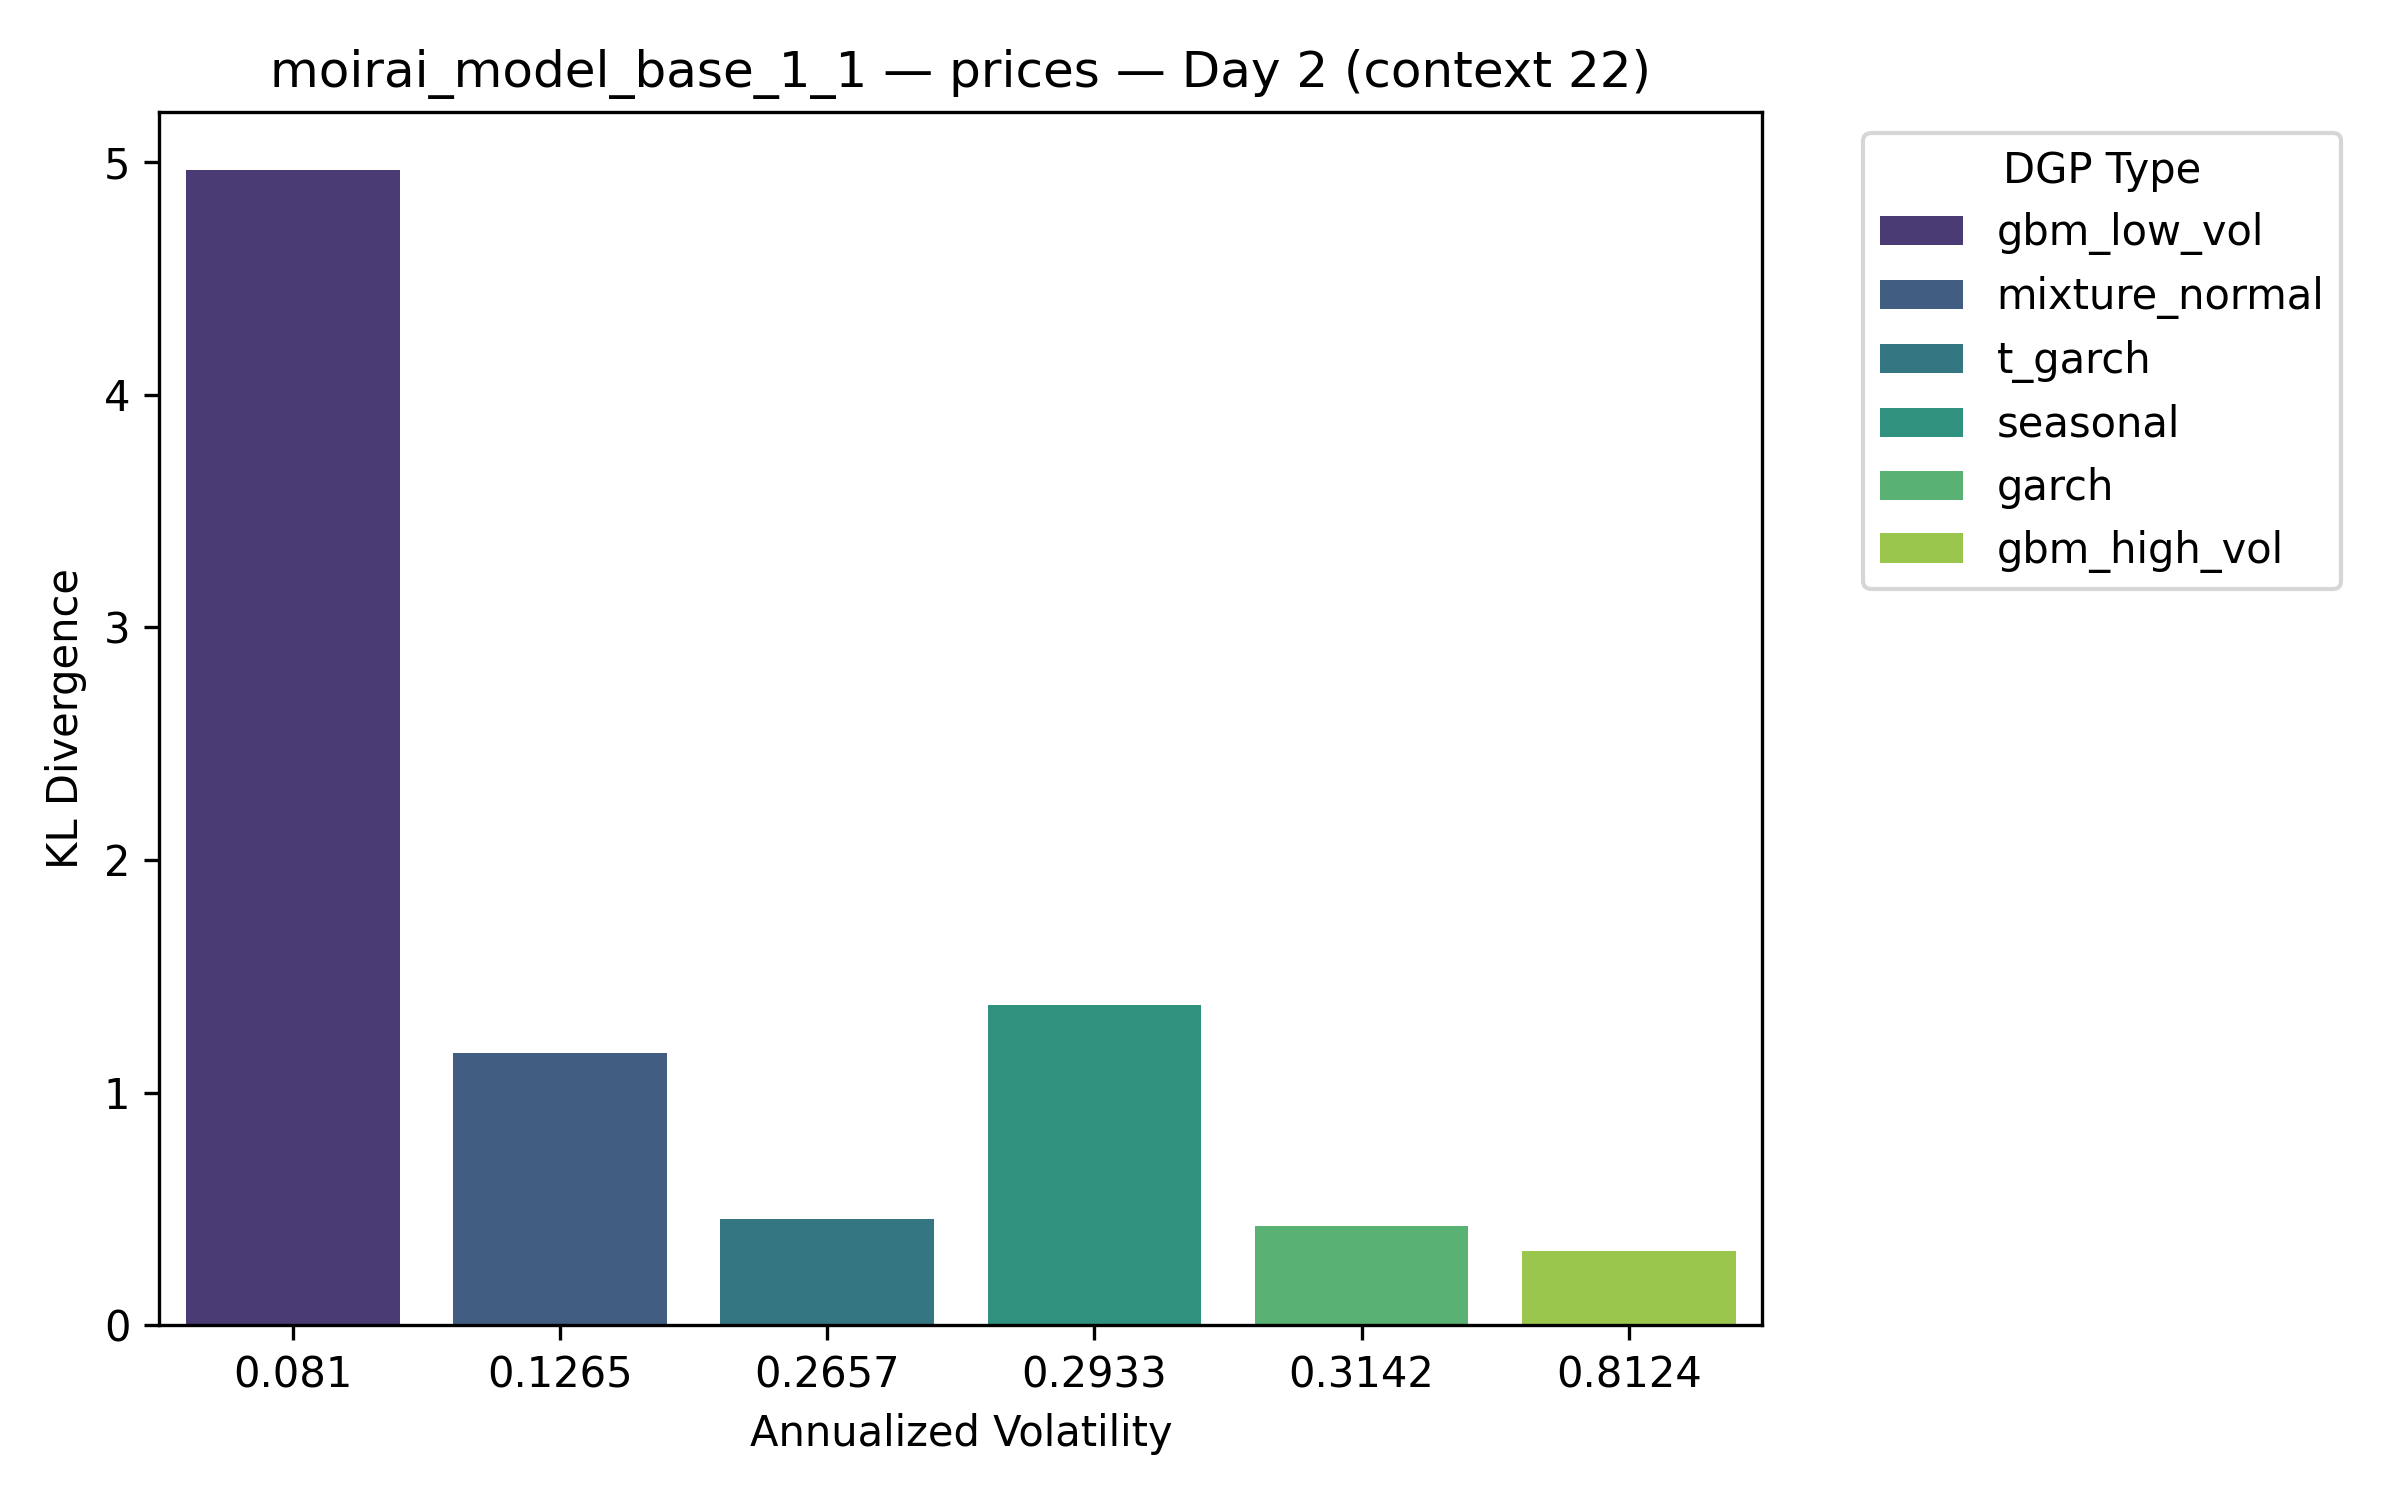 moirai_model_base_1_1 — prices — Day 2 (context 22)
KL Divergence
5
4
3
2
1
0
0.081 0.1265 0.2657 0.2933 0.3142 0.8124
Annualized Volatility
DGP Type
gbm_low_vol
mixture_normal
t_garch
seasonal
garch
gbm_high_vol